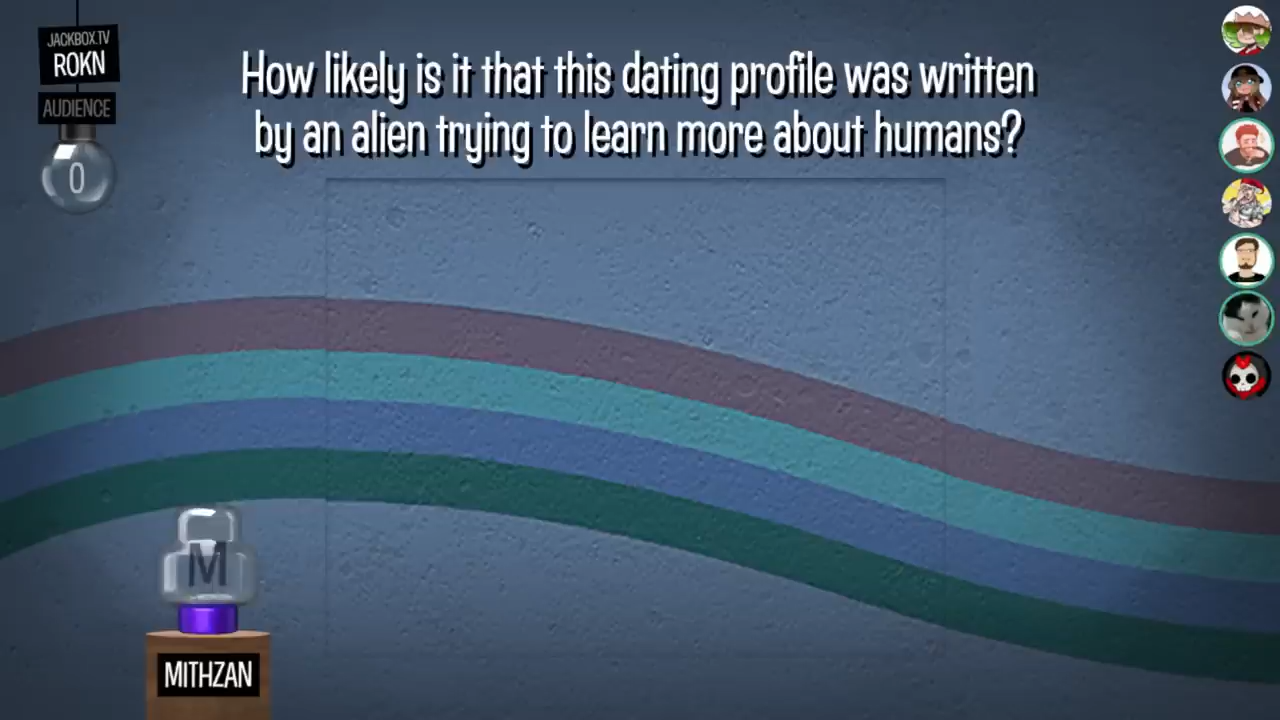 JACKBOX.TV
ROKN
AUDIENCE
0
How likely is it that this dating profile was written
by an alien trying to learn more about humans?
M
MITHZAN